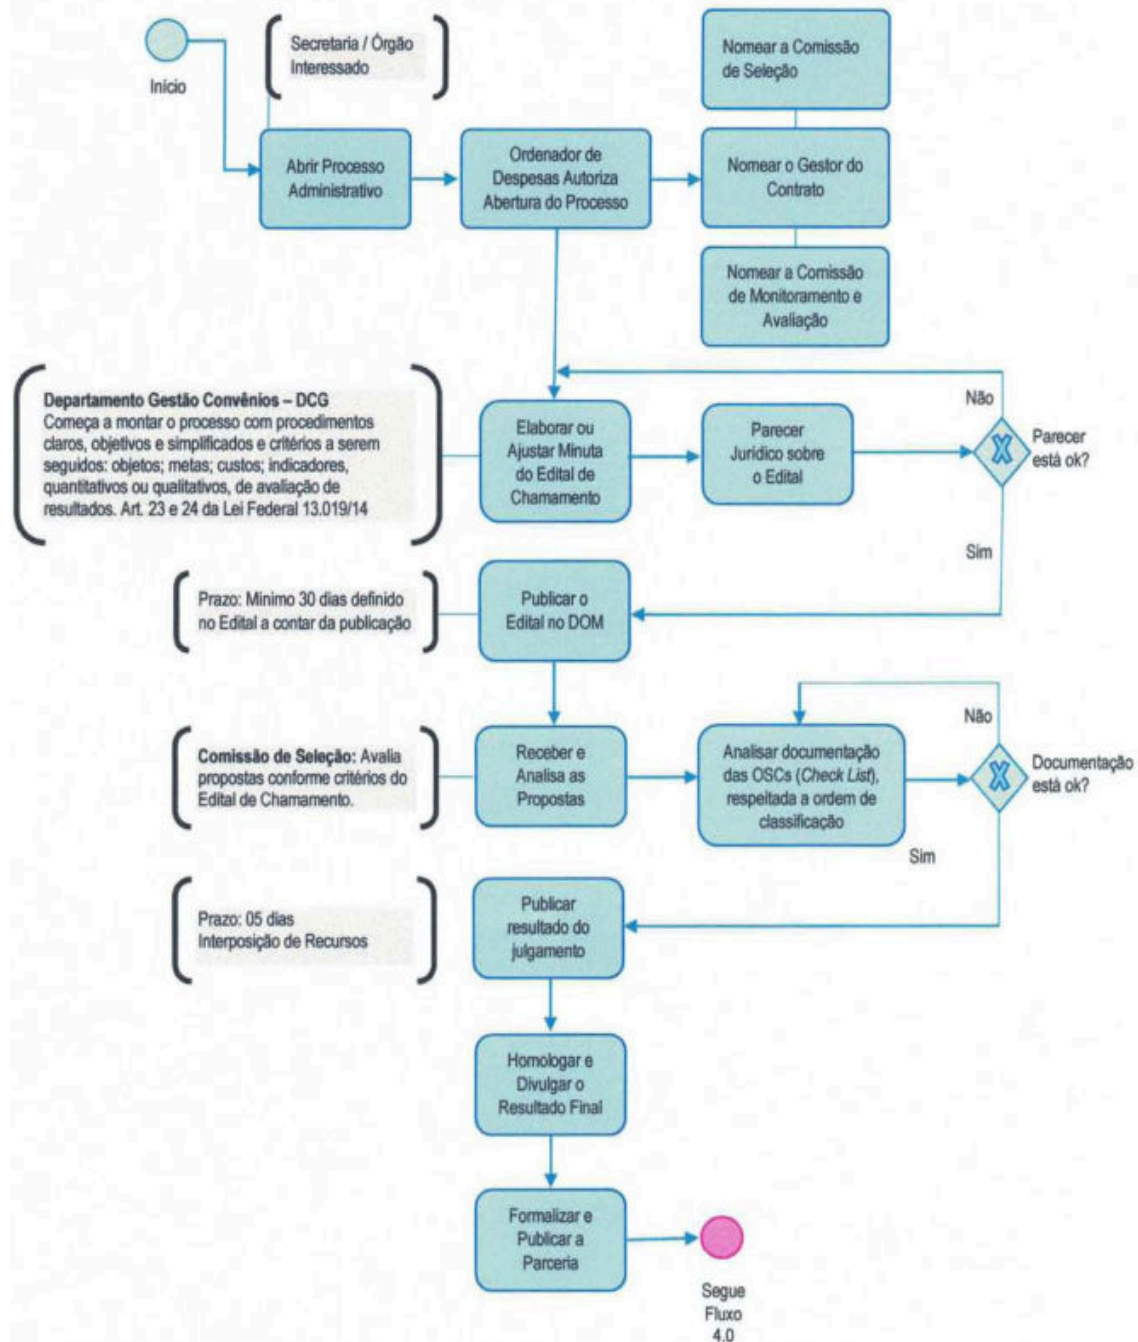 Secretaria / Órgão
Interessado
Início
Abrir Processo
Administrativo
Ordenador de
Despesas Autoriza
Abertura do Processo
Nomear a Comissão
de Seleção
Nomear o Gestor do
Contrato
Nomear a Comissão
de Monitoramento e
Avaliação
Departamento Gestão Convênios – DCG
Começa a montar o processo com procedimentos
claros, objetivos e simplificados e critérios a serem
seguidos: objetos; metas; custos; indicadores,
quantitativos ou qualitativos, de avaliação de
resultados. Art. 23 e 24 da Lei Federal 13.019/14
Elaborar ou
Ajustar Minuta
do Edital de
Chamamento
Parecer
Jurídico sobre
o Edital
Não
X
Parecer
está ok?
Sim
Prazo: Mínimo 30 dias definido
no Edital a contar da publicação
Publicar o
Edital no DOM
Comissão de Seleção: Avalia
propostas conforme critérios do
Edital de Chamamento.
Receber e
Analisa as
Propostas
Analisar documentação
das OSCs (Check List),
respeitada a ordem de
classificação
Não
X
Documentação
está ok?
Sim
Prazo: 05 dias
Interposição de Recursos
Publicar
resultado do
julgamento
Homologar e
Divulgar o
Resultado Final
Formalizar e
Publicar a
Parceria
Segue
Fluxo
4.0